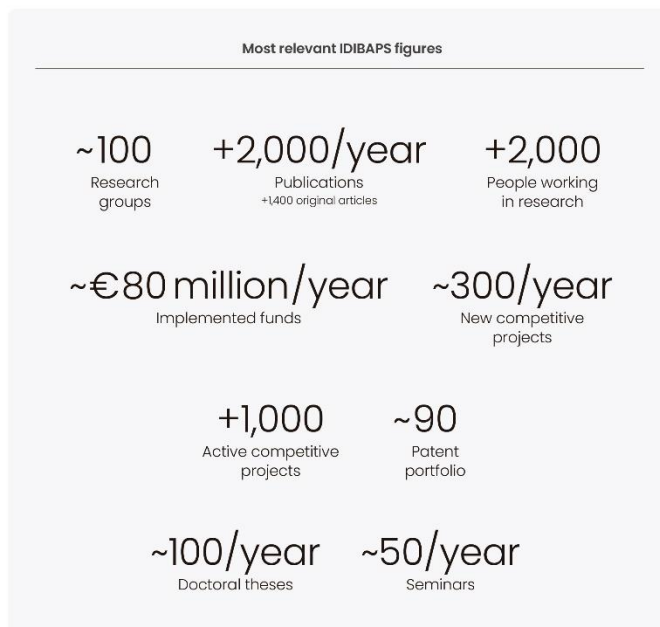 Most relevant IDIBAPS figures
~100
Research
groups
+2,000/year
Publications
+1,400 original articles
+2,000
People working
in research
~€80 million/year
Implemented funds
~300/year
New competitive
projects
+1,000
Active competitive
projects
~90
Patent
portfolio
~100/year
Doctoral theses
~50/year
Seminars